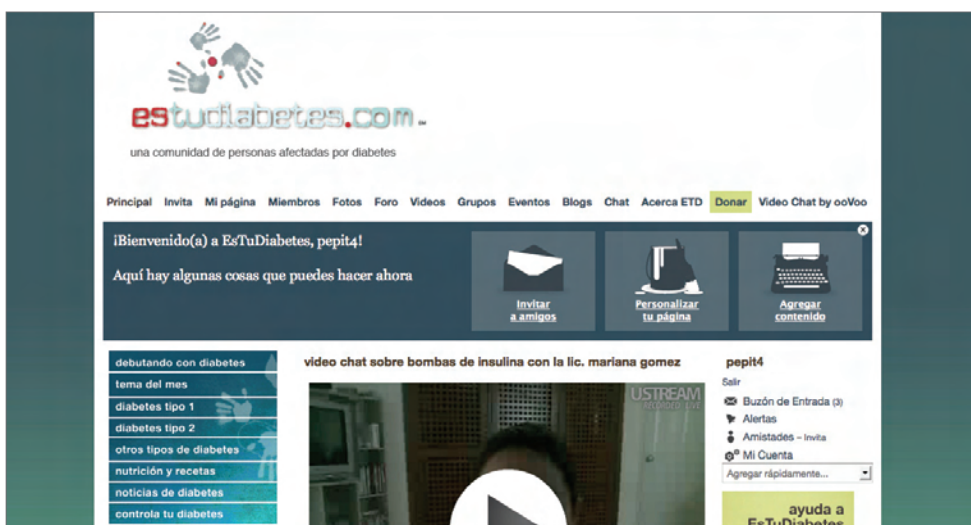 estudiabetes.com
una comunidad de personas afectadas por diabetes
Principal Invita Mi página Miembros Fotos Foro Videos Grupos Eventos Blogs Chat Acerca ETD Donar Video Chat by ooVoo
¡Bienvenido(a) a EsTuDiabetes, pepit4!
Aquí hay algunas cosas que puedes hacer ahora
Invitar
a amigos
Personalizar
tu página
Agregar
contenido
debutando con diabetes
tema del mes
diabetes tipo 1
diabetes tipo 2
otros tipos de diabetes
nutrición y recetas
noticias de diabetes
controla tu diabetes
video chat sobre bombas de insulina con la lic. mariana gomez
USTREAM
RECORDED LIVE
pepit4
Salir
Buzón de Entrada (3)
Alertas
Amistades – Invita
Mi Cuenta
Agregar rápidamente...
ayuda a
EsTuDiabetes